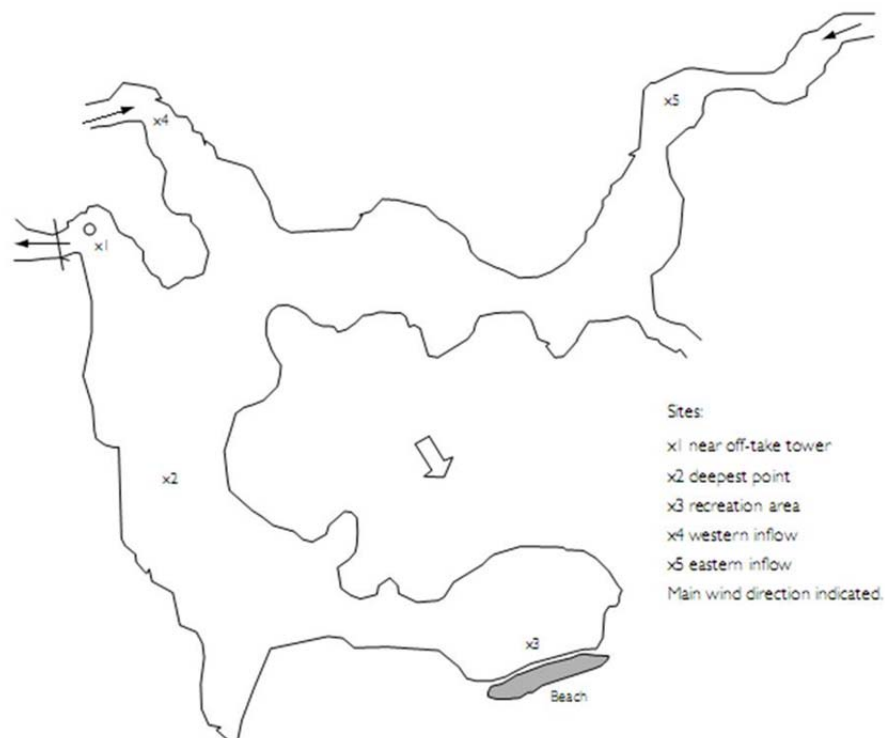 x5
x4
x1
x2
x3
Beach
Sites:
x1 near off-take tower
x2 deepest point
x3 recreation area
x4 western inflow
x5 eastern inflow
Main wind direction indicated.